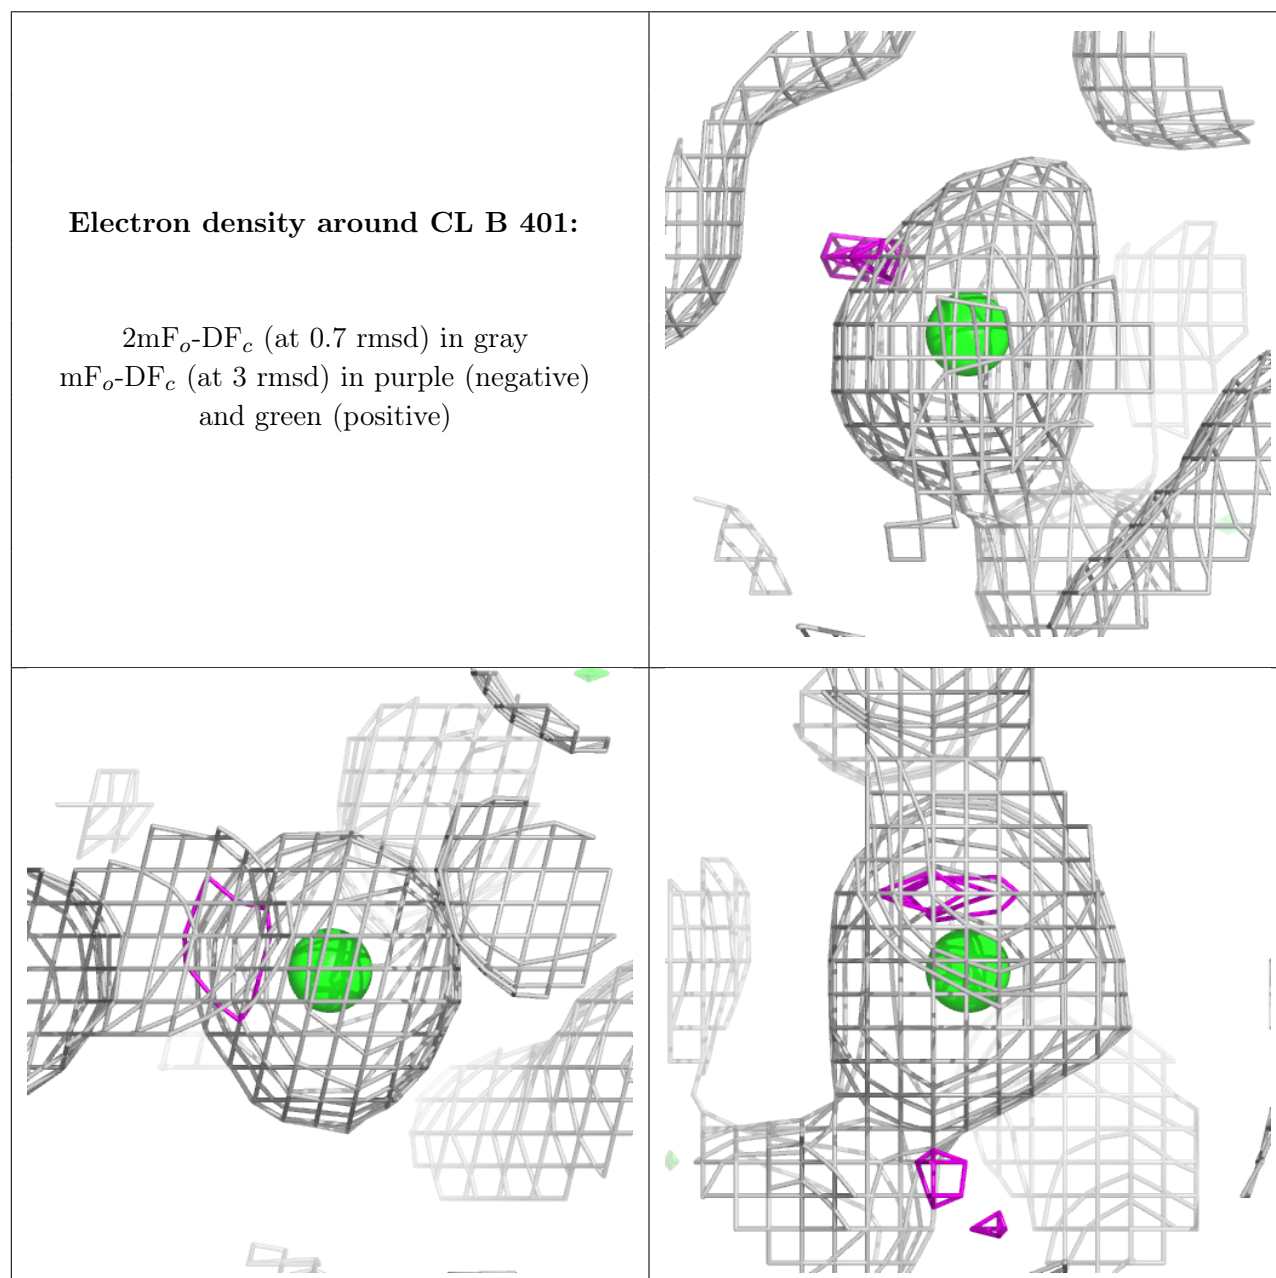 Electron density around CL B 401:
2mFo-DFc (at 0.7 rmsd) in gray
mFo-DFc (at 3 rmsd) in purple (negative)
and green (positive)